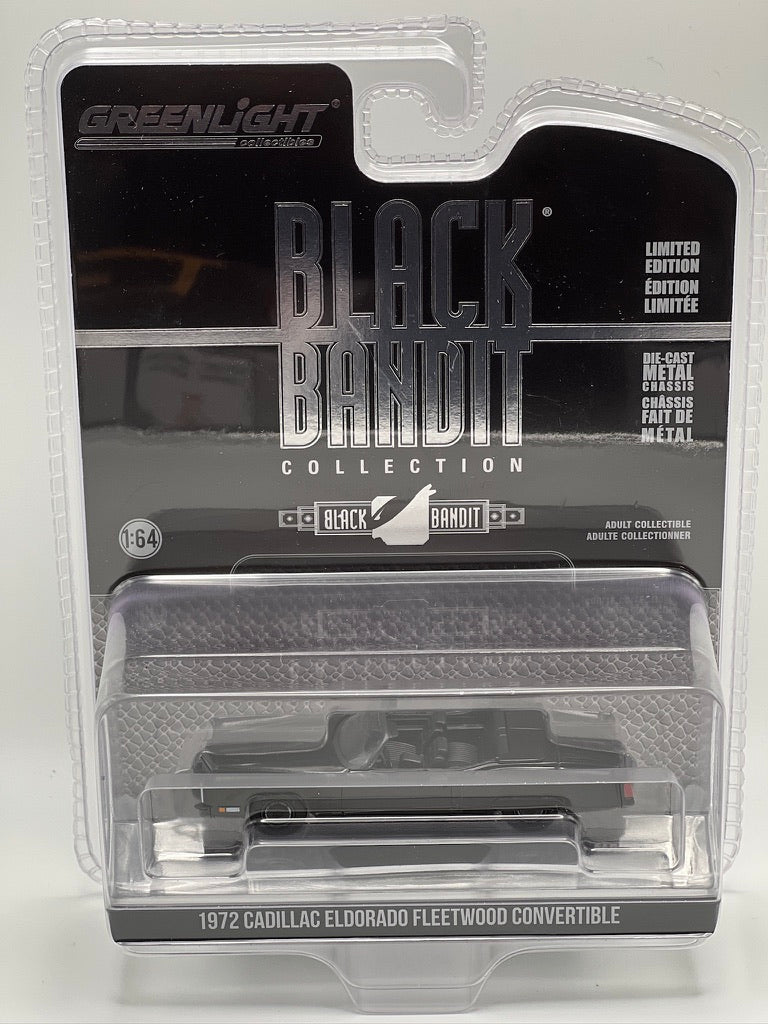 GREENLiGHT®
collectibles
BLACK®
BANDIT
COLLECTION
BLACK BANDIT
LIMITED
EDITION
ÉDITION
LIMITÉE
DIE-CAST
METAL
CHASSIS
CHÂSSIS
FAIT DE
MÉTAL
1:64
ADULT COLLECTIBLE
ADULTE COLLECTIONNER
1972 CADILLAC ELDORADO FLEETWOOD CONVERTIBLE